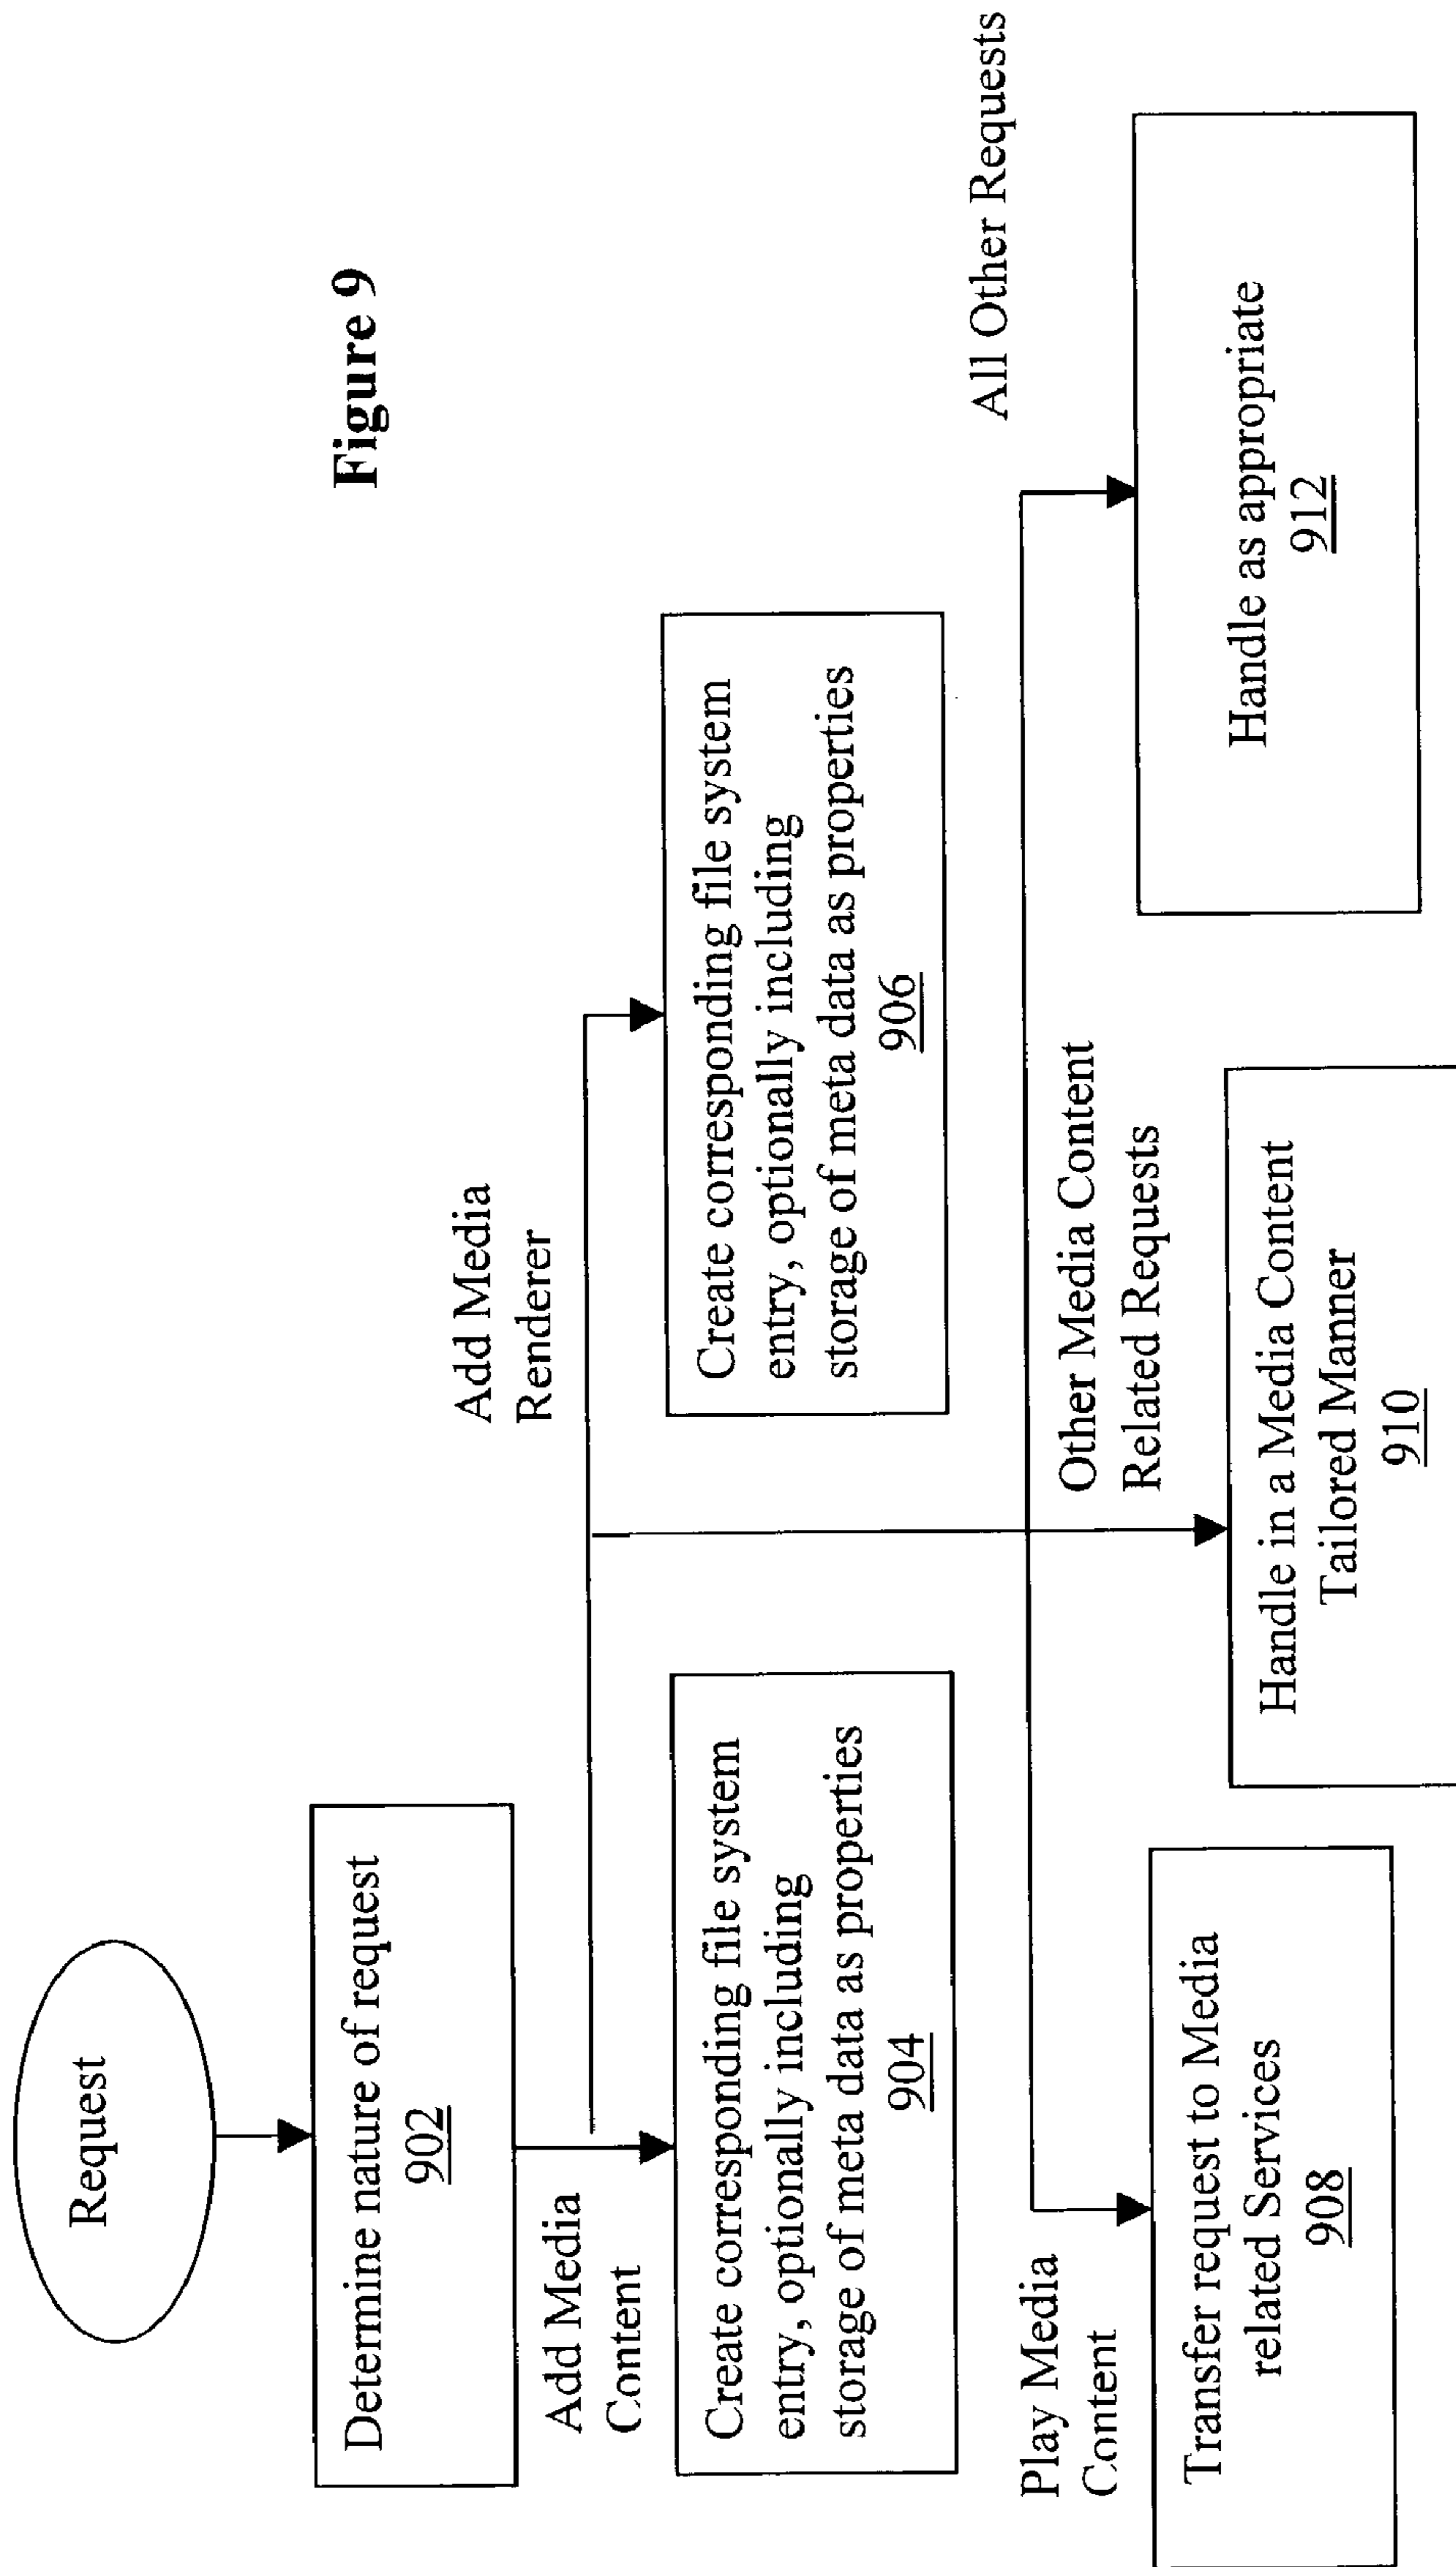 Figure 9
Request
Determine nature of request
902
Add Media
Content
Add Media
Renderer
Create corresponding file system
entry, optionally including
storage of meta data as properties
904
Create corresponding file system
entry, optionally including
storage of meta data as properties
906
Play Media
Content
Other Media Content
Related Requests
All Other Requests
Transfer request to Media
related Services
908
Handle in a Media Content
Tailored Manner
910
Handle as appropriate
912